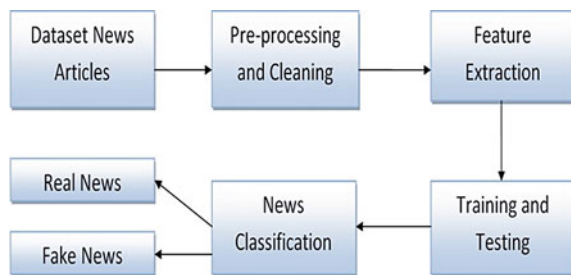 Dataset News
Articles
Pre-processing
and Cleaning
Feature
Extraction
Training and
Testing
News
Classification
Real News
Fake News